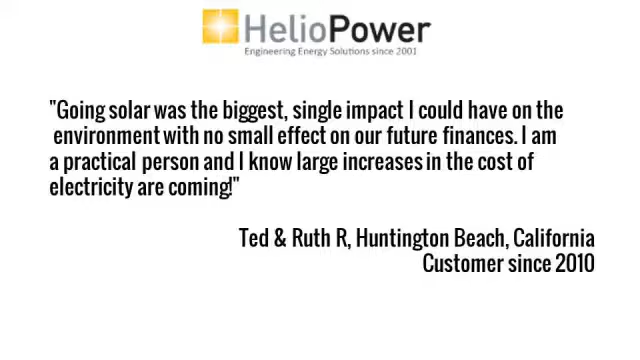 HelioPower
Engineering Energy Solutions since 2001
"Going solar was the biggest, single impact I could have on the
environment with no small effect on our future finances. I am
a practical person and I know large increases in the cost of
electricity are coming!"
Ted & Ruth R, Huntington Beach, California
Customer since 2010